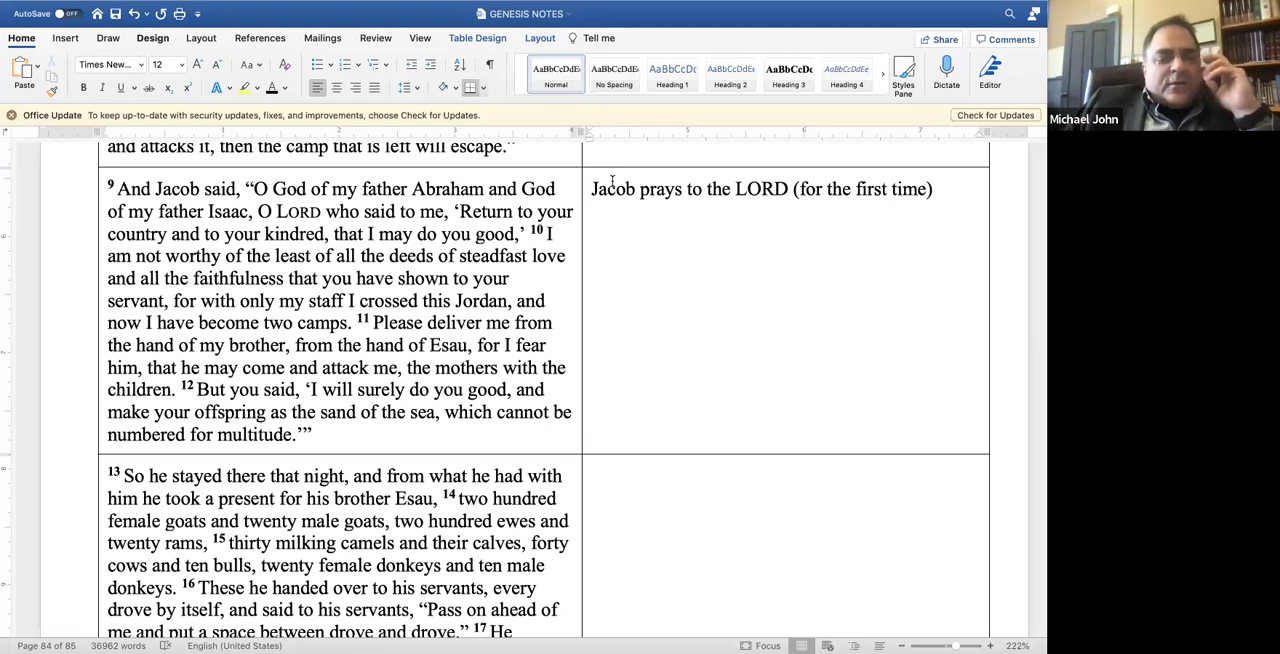 AutoSave OFF
GENESIS NOTES
Home Insert Draw Design Layout References Mailings Review View Table Design Layout Tell me
Share Comments
Paste
Times New... 12
AaBbCcDdEe AaBbCcDdEe AaBbCcDc AaBbCcDdEe AaBbCcDc AaBbCcDdEe
Normal No Spacing Heading 1 Heading 2 Heading 3 Heading 4
Styles Pane
Dictate
Editor
Office Update To keep up-to-date with security updates, fixes, and improvements, choose Check for Updates.
Check for Updates
Michael John
and attacks it, then the camp that is left will escape.”
9 And Jacob said, “O God of my father Abraham and God
of my father Isaac, O LORD who said to me, ‘Return to your
country and to your kindred, that I may do you good,’ 10 I
am not worthy of the least of all the deeds of steadfast love
and all the faithfulness that you have shown to your
servant, for with only my staff I crossed this Jordan, and
now I have become two camps. 11 Please deliver me from
the hand of my brother, from the hand of Esau, for I fear
him, that he may come and attack me, the mothers with the
children. 12 But you said, ‘I will surely do you good, and
make your offspring as the sand of the sea, which cannot be
numbered for multitude.’”
Jacob prays to the LORD (for the first time)
13 So he stayed there that night, and from what he had with
him he took a present for his brother Esau, 14 two hundred
female goats and twenty male goats, two hundred ewes and
twenty rams, 15 thirty milking camels and their calves, forty
cows and ten bulls, twenty female donkeys and ten male
donkeys. 16 These he handed over to his servants, every
drove by itself, and said to his servants, “Pass on ahead of
me and put a space between drove and drove.” 17 He
Page 84 of 85 36962 words English (United States)
Focus 222%